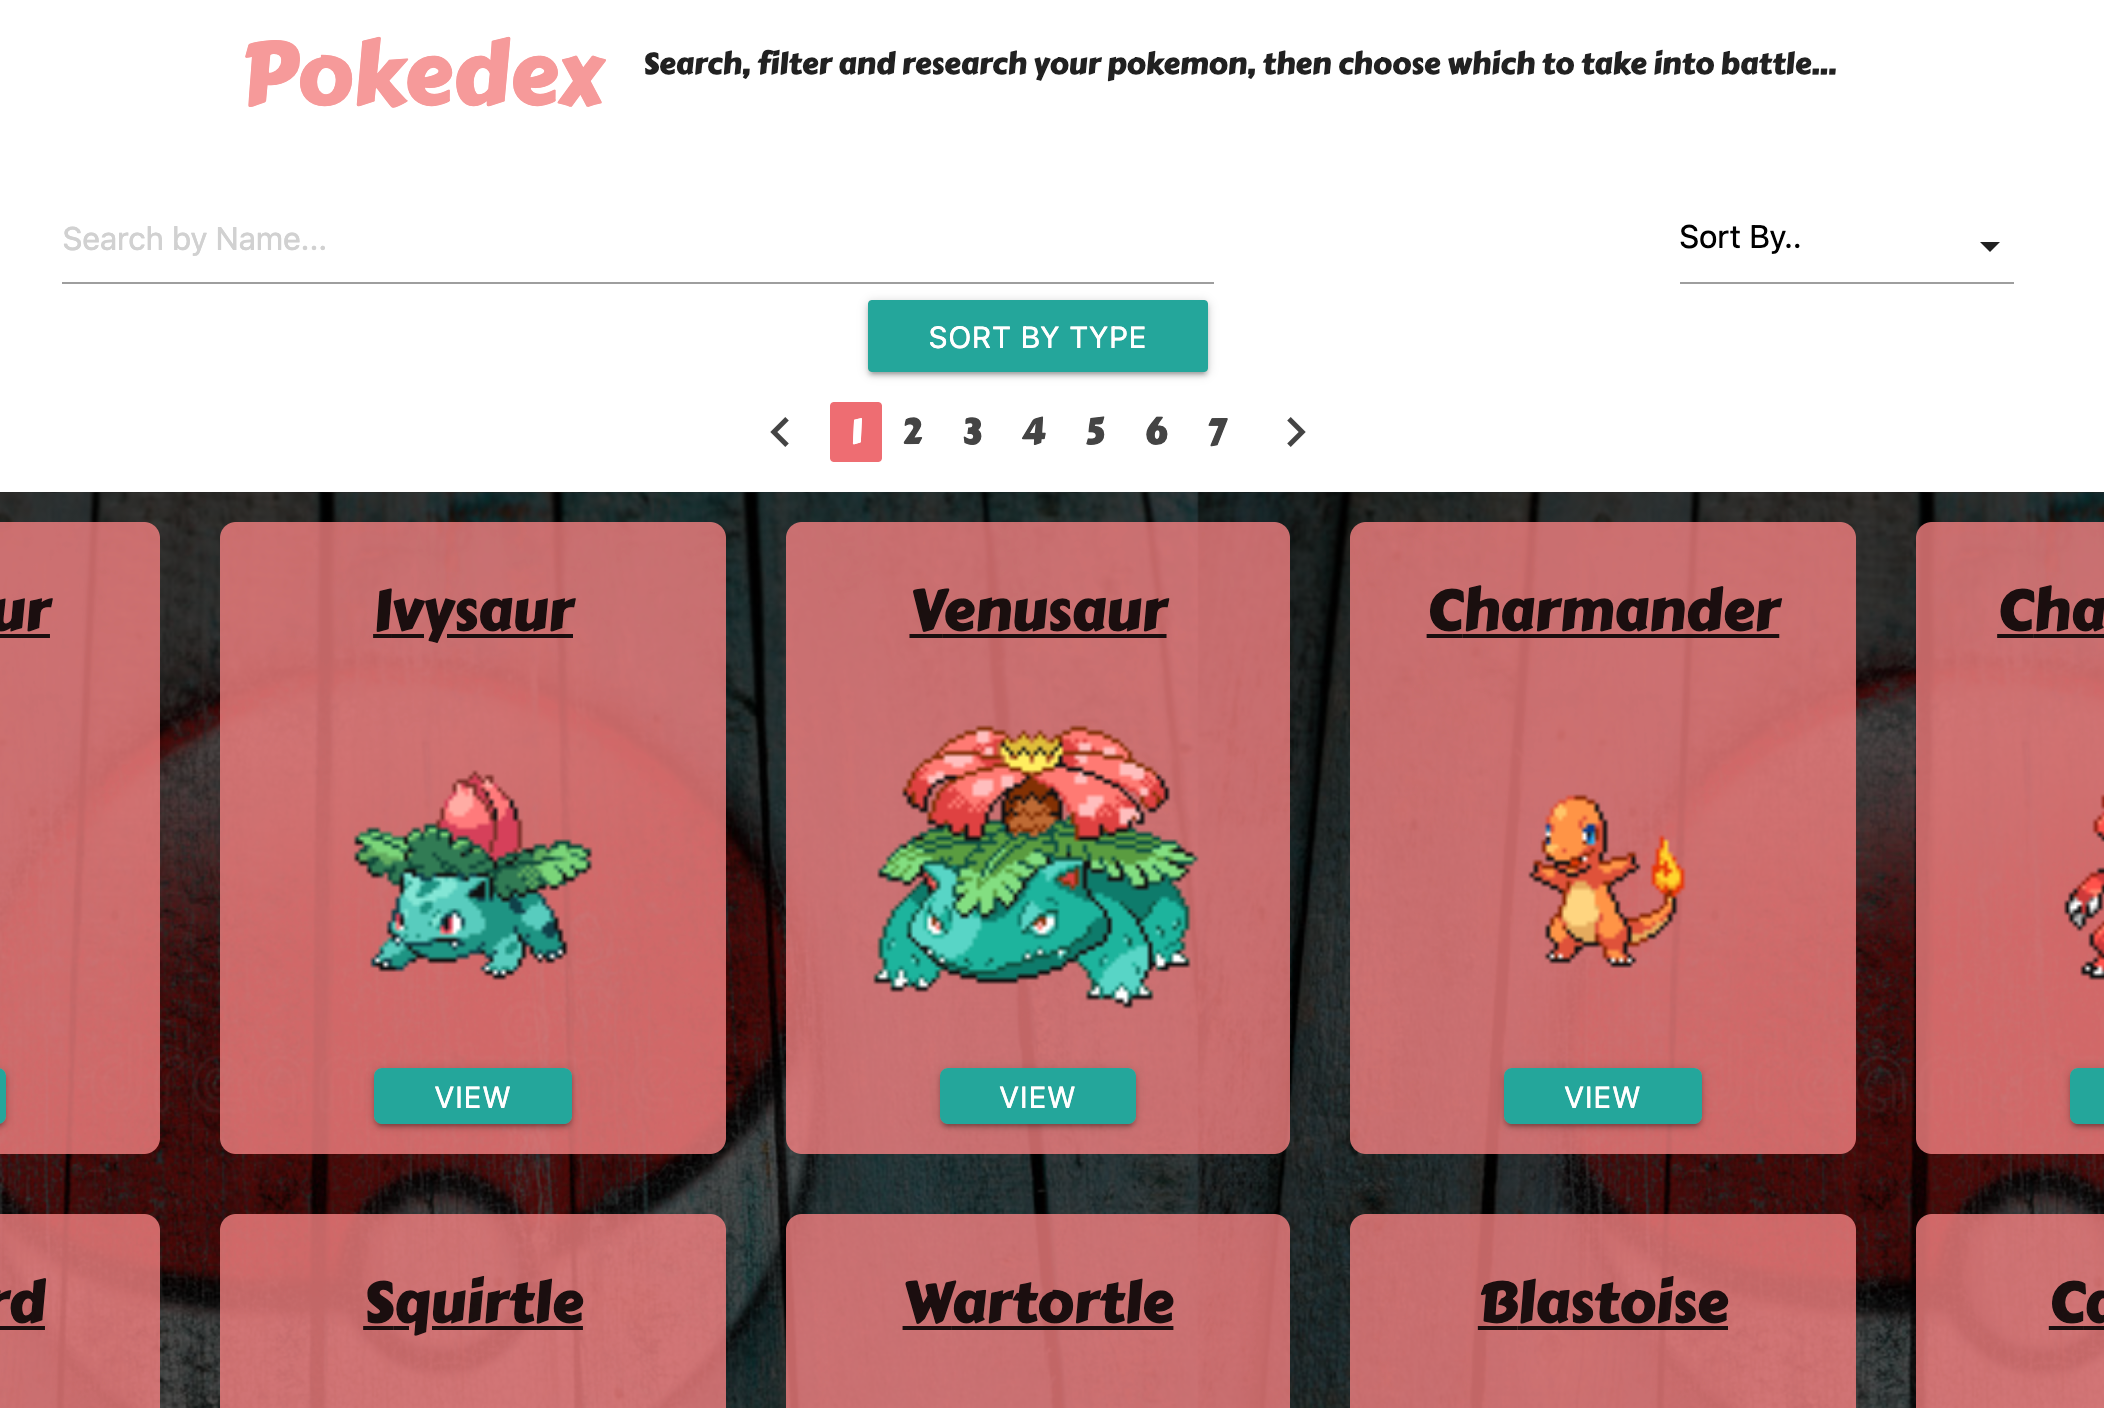 Pokedex
Search, filter and research your pokemon, then choose which to take into battle...
Search by Name...
Sort By..
SORT BY TYPE
1 2 3 4 5 6 7
ur
Ivysaur
Venusaur
Charmander
Cha
VIEW
VIEW
VIEW
rd
Squirtle
Wartortle
Blastoise
Ca